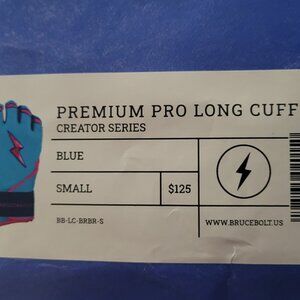 PREMIUM PRO LONG CUFF
CREATOR SERIES
BLUE
SMALL
$125
BB-LC-BRBR-S
WWW.BRUCEBOLT.US